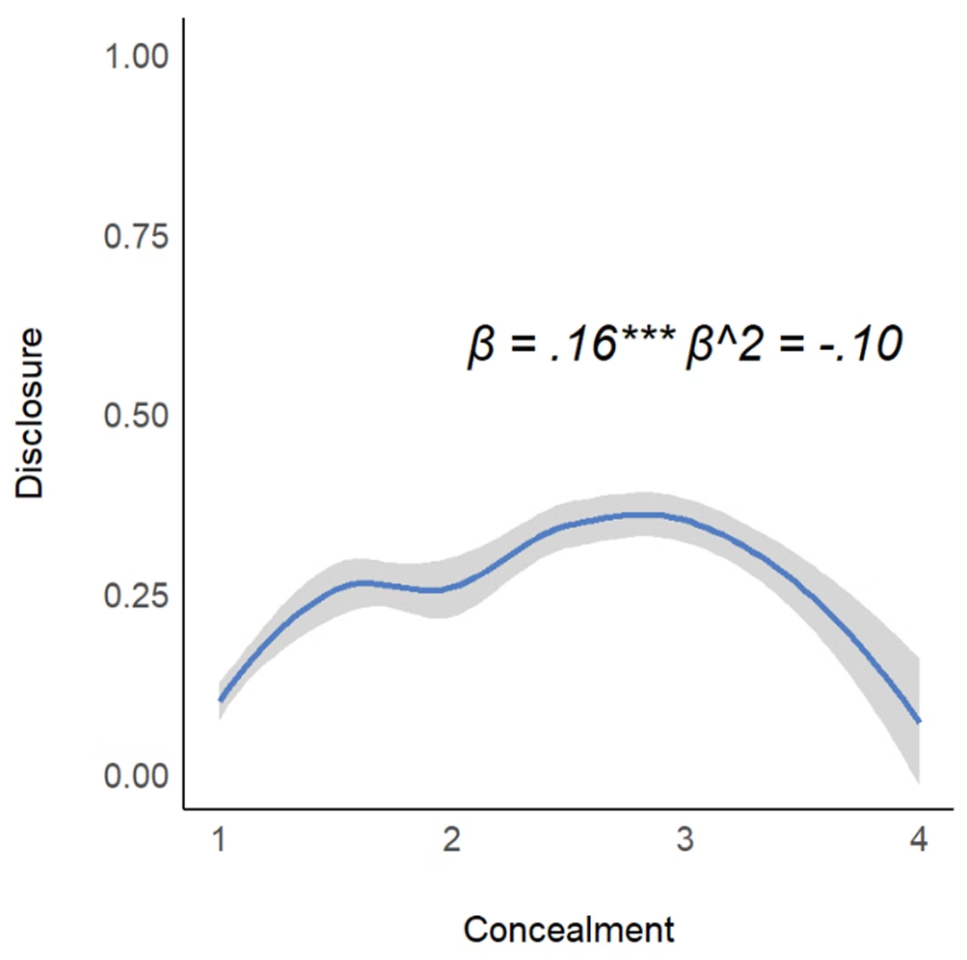 1.00
0.75
Disclosure
β = .16*** β^2 = -.10
0.50
0.25
0.00
1 2 3 4
Concealment